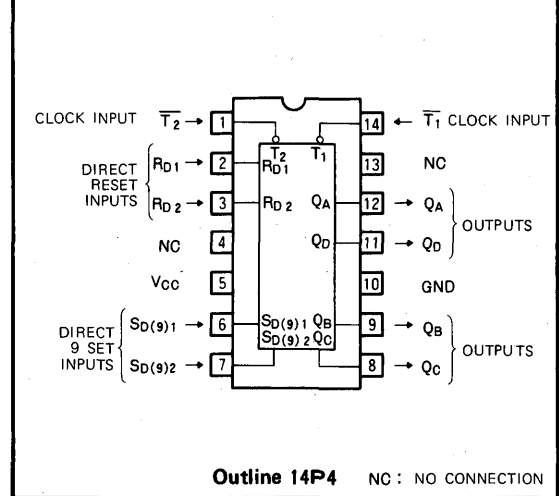 CLOCK INPUT T̅2̅ → 1 14 ← T̅1̅ CLOCK INPUT
T2 T1
DIRECT RESET INPUTS
RD1 → 2 RD1 13 NC
RD2 → 3 RD2 QA 12 → QA
OUTPUTS
NC 4 QD 11 → QD
VCC 5 10 GND
DIRECT 9 SET INPUTS
SD(9)1 → 6 SD(9)1 QB 9 → QB
OUTPUTS
SD(9)2 → 7 SD(9)2 QC 8 → QC
Outline 14P4 NC : NO CONNECTION